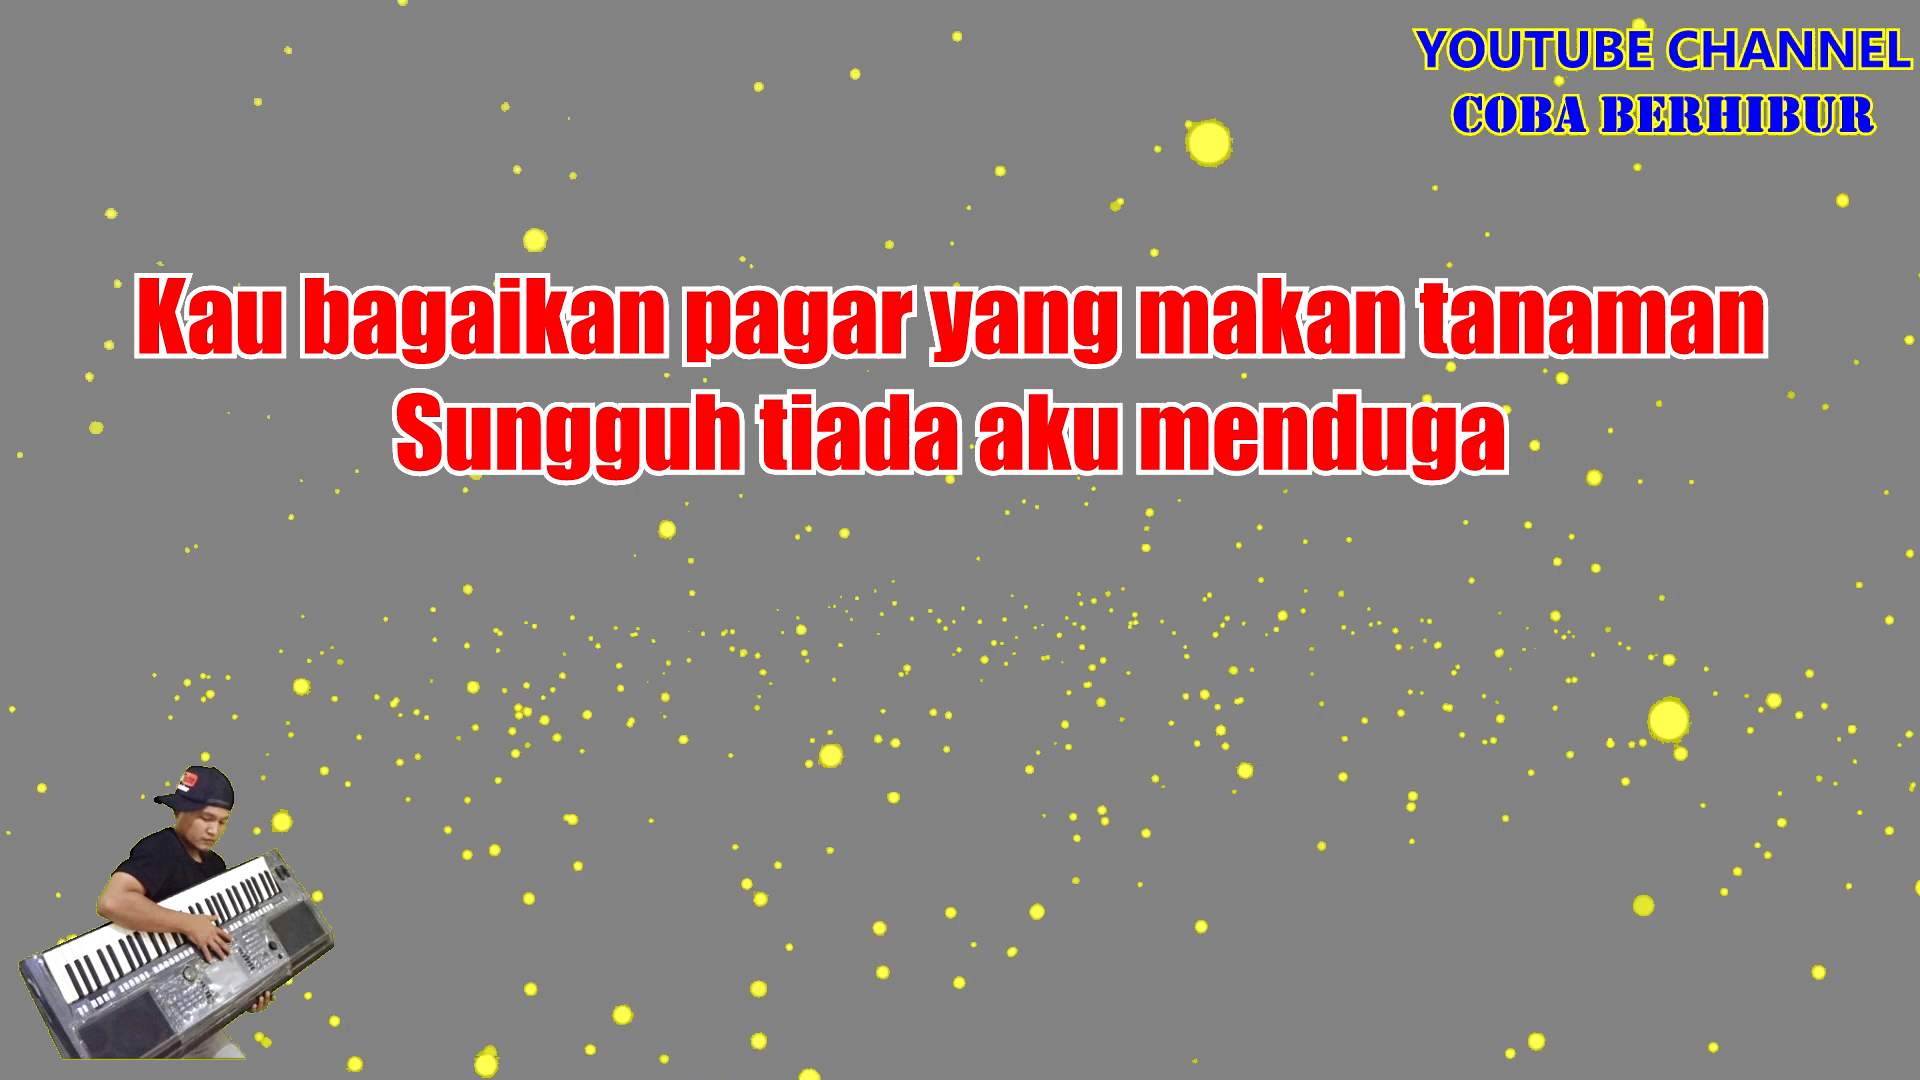 YOUTUBE CHANNEL
COBA BERHIBUR
Kau bagaikan pagar yang makan tanaman
Sungguh tiada aku menduga